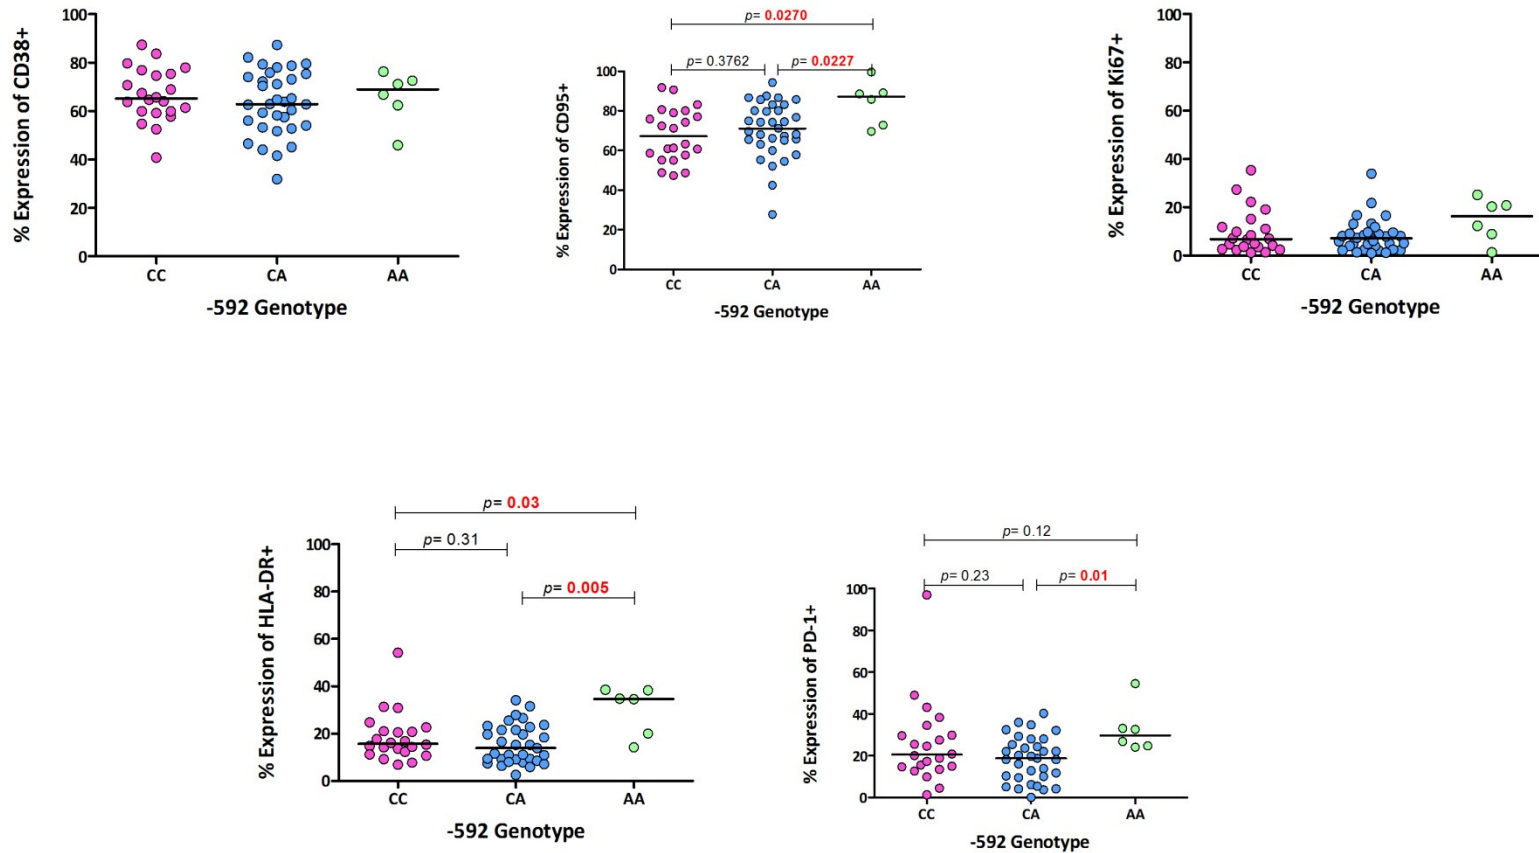 % Expression of CD38+
100
80
60
40
20
0
CC CA AA
-592 Genotype
p= 0.0270
p= 0.3762 p= 0.0227
% Expression of CD95+
100
80
60
40
20
0
CC CA AA
-592 Genotype
% Expression of Ki67+
100
80
60
40
20
0
CC CA AA
-592 Genotype
p= 0.03
p= 0.31
p= 0.005
% Expression of HLA-DR+
100
80
60
40
20
0
CC CA AA
-592 Genotype
p= 0.12
p= 0.23 p= 0.01
% Expression of PD-1+
100
80
60
40
20
0
CC CA AA
-592 Genotype